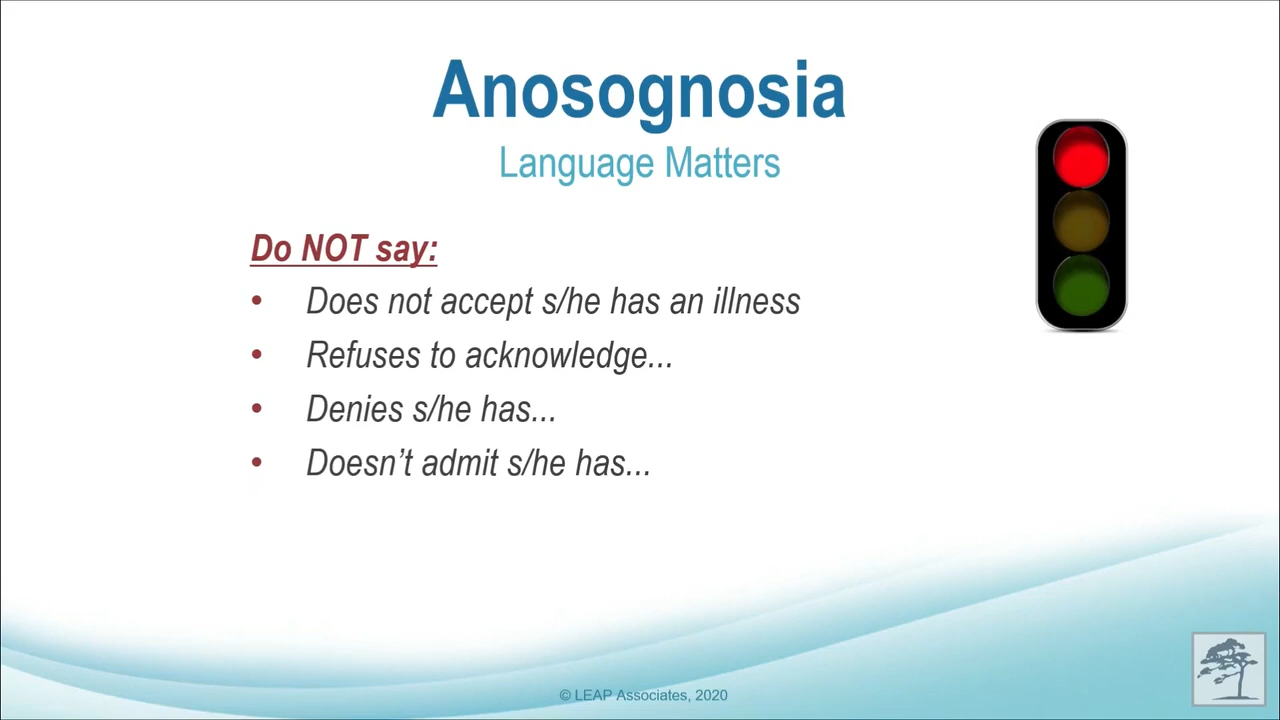 Anosognosia
Language Matters
Do NOT say:
• Does not accept s/he has an illness
• Refuses to acknowledge...
• Denies s/he has...
• Doesn’t admit s/he has...
© LEAP Associates, 2020